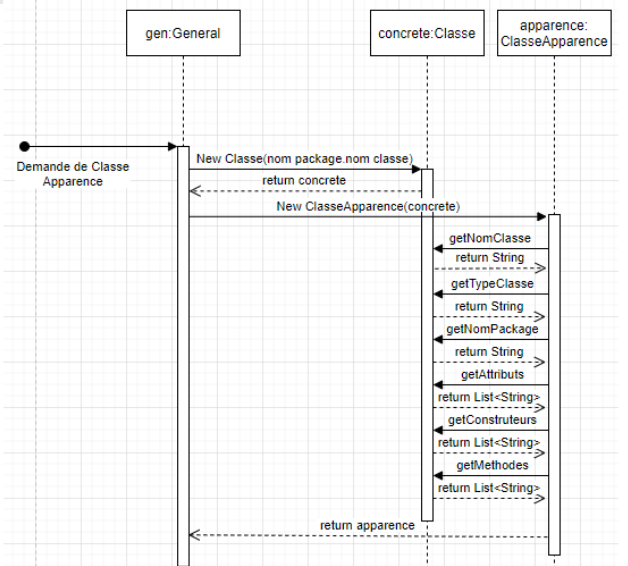 gen:General
concrete:Classe
apparence:
ClasseApparence
Demande de Classe
Apparence
New Classe(nom package.nom classe)
return concrete
New ClasseApparence(concrete)
getNomClasse
return String
getTypeClasse
return String
getNomPackage
return String
getAttributs
return List<String>
getConstruteurs
return List<String>
getMethodes
return List<String>
return apparence